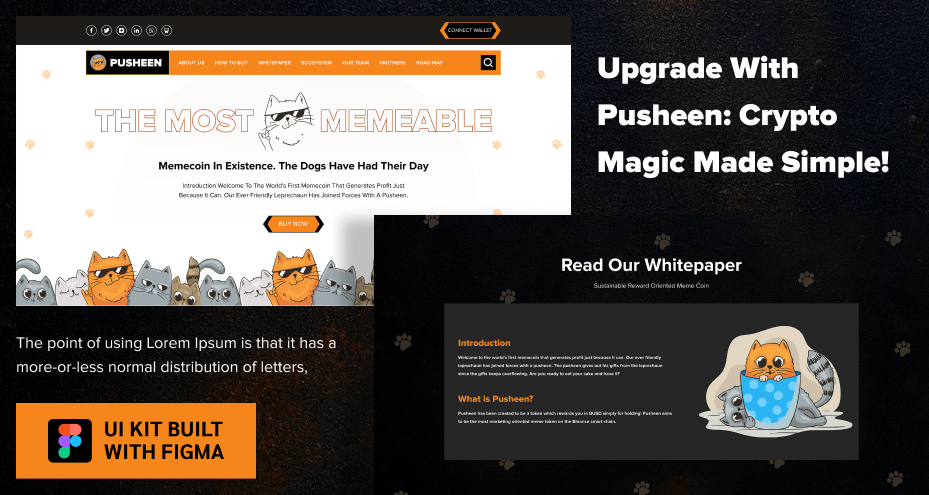 CONNECT WALLET
PUSHEEN
ABOUT US HOW TO BUY WHITEPAPER ECOSYSTEM OUR TEAM PARTNERS ROAD MAP
THE MOST MEMEABLE
Memecoin In Existence. The Dogs Have Had Their Day
Introduction Welcome To The World's First Memecoin That Generates Profit Just
Because It Can. Our Ever Friendly Leprechaun Has Joined Forces With A Pusheen.
BUY NOW
Upgrade With
Pusheen: Crypto
Magic Made Simple!
The point of using Lorem Ipsum is that it has a
more-or-less normal distribution of letters,
UI KIT BUILT
WITH FIGMA
Read Our Whitepaper
Sustainable Reward Oriented Meme Coin
Introduction
Welcome to the world's first memecoin that generates profit just because it can. Our ever friendly
leprechaun has joined forces with a pusheen. The pusheen gives out his gifts from the leprechaun
since the gifts keeps overflowing. Are you ready to eat your cake and have it?
What is Pusheen?
Pusheen has been created to be a token which rewards you in BUSD simply for holding! Pusheen aims
to be the most marketing oriented meme token on the Binance smart chain.